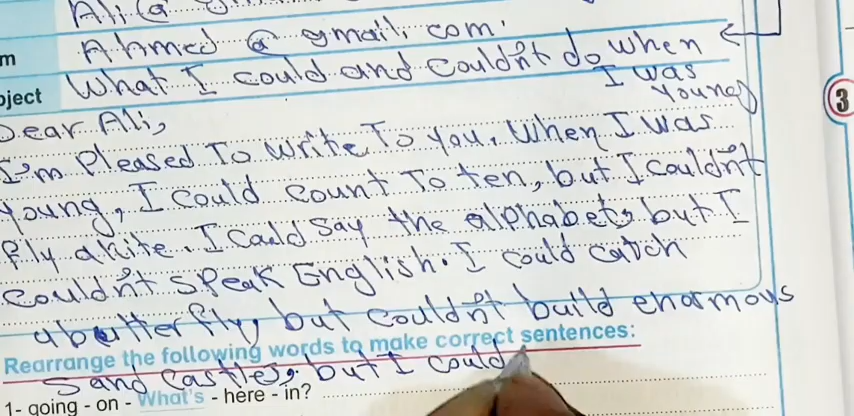 Ali@
m Ahmed @ gmail.com.
oject What I could and couldn't do when
I was
young
Dear Ali,
I'm Pleased To write To you. When I was
young, I could count To ten, but I couldn't
fly akite. I could say the alphabets but I
couldn't speak English. I could catch
abutterfly, but couldn't build enormous
Rearrange the following words to make correct sentences:
sand castles, but I could
1- going - on - What's - here - in?
3